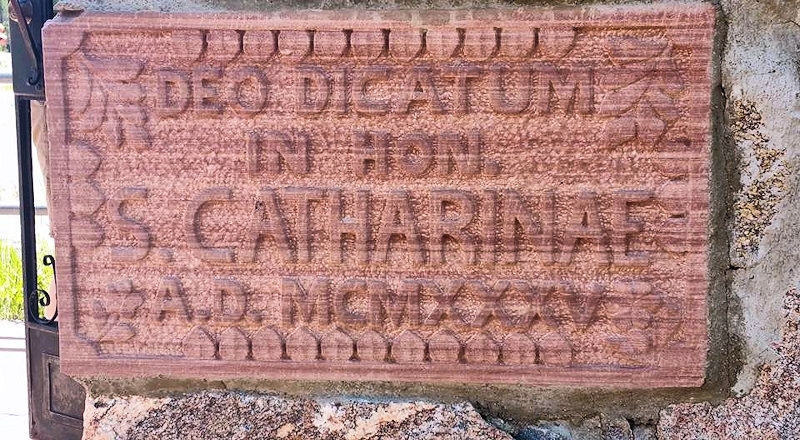 DEO DICATUM
IN HON.
S. CATHARINAE
A.D. MCMXXXV